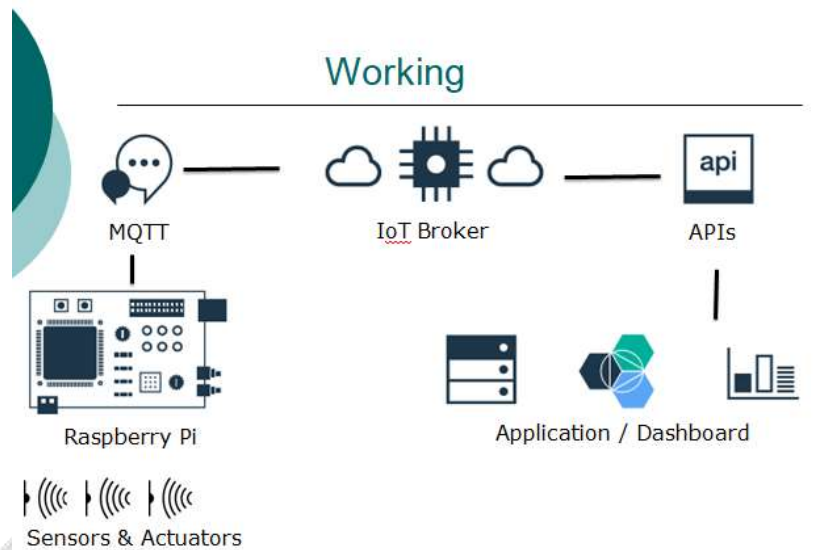 Working
api
MQTT
IoT Broker
APIs
Raspberry Pi
Application / Dashboard
Sensors & Actuators